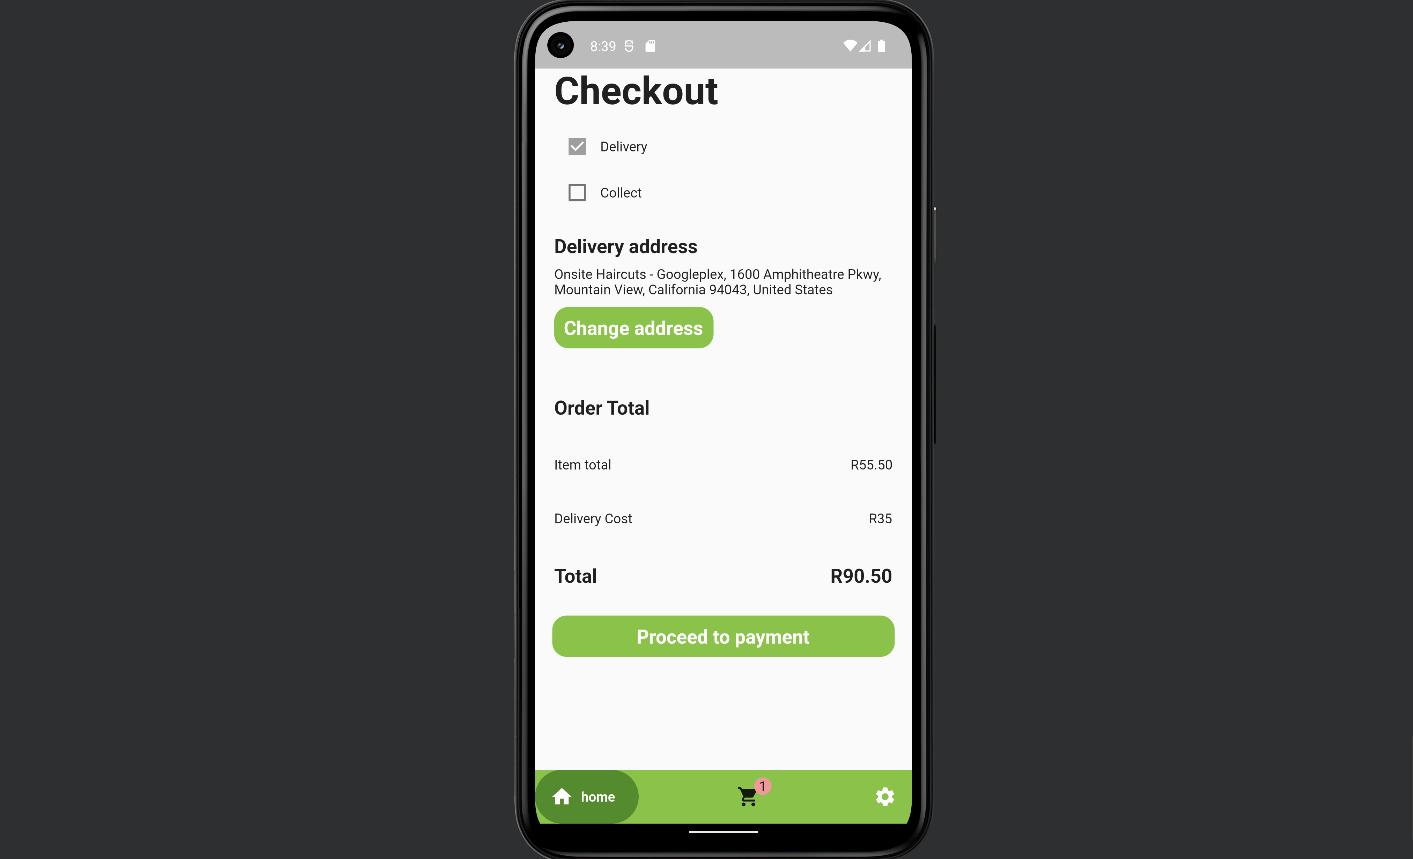 8:39
Checkout
Delivery
Collect
Delivery address
Onsite Haircuts - Googleplex, 1600 Amphitheatre Pkwy,
Mountain View, California 94043, United States
Change address
Order Total
Item total R55.50
Delivery Cost R35
Total R90.50
Proceed to payment
home 1